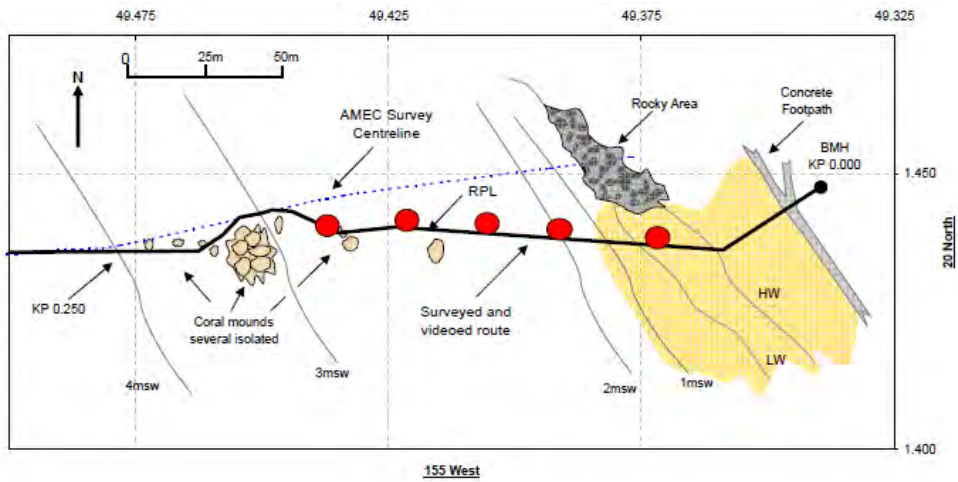 49.475
49.425
49.375
49.325
0
25m
50m
N
AMEC Survey
Centreline
Rocky Area
Concrete
Footpath
BMH
KP 0.000
1.450
RPL
20 North
KP 0.250
Coral mounds
several isolated
Surveyed and
videoed route
HW
LW
4msw
3msw
2msw
1msw
1.400
155 West